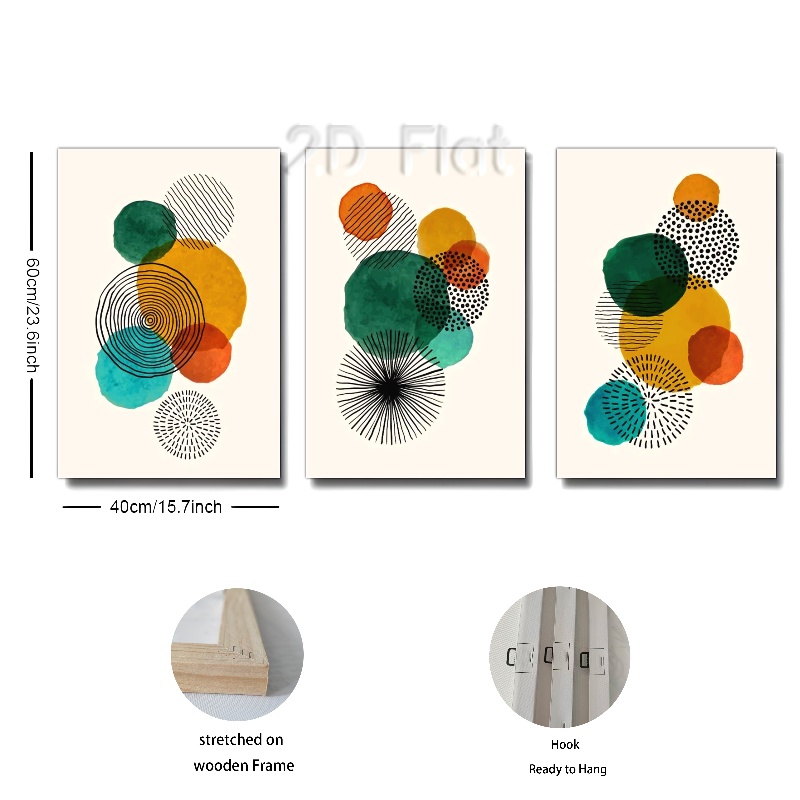 2D Flat
60cm/23.6inch
40cm/15.7inch
stretched on
wooden Frame
Hook
Ready to Hang